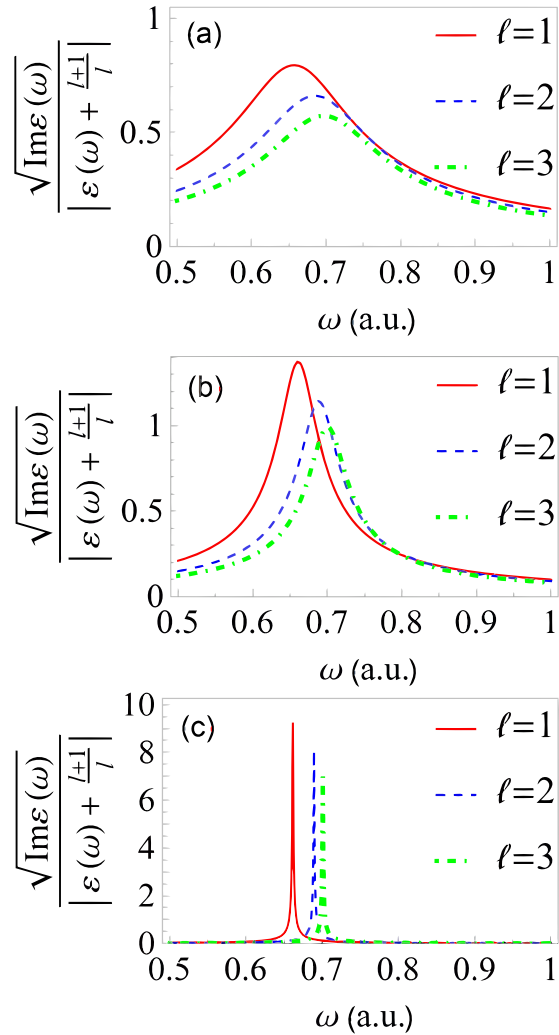 (a)
ℓ=1
ℓ=2
ℓ=3
√Imε(ω)
|ε(ω) + l+1/l|
1
0.5
0
0.5 0.6 0.7 0.8 0.9 1
ω (a.u.)
(b)
ℓ=1
ℓ=2
ℓ=3
√Imε(ω)
|ε(ω) + l+1/l|
1
0.5
0
0.5 0.6 0.7 0.8 0.9 1
ω (a.u.)
(c)
ℓ=1
ℓ=2
ℓ=3
√Imε(ω)
|ε(ω) + l+1/l|
10
8
6
4
2
0
0.5 0.6 0.7 0.8 0.9 1
ω (a.u.)